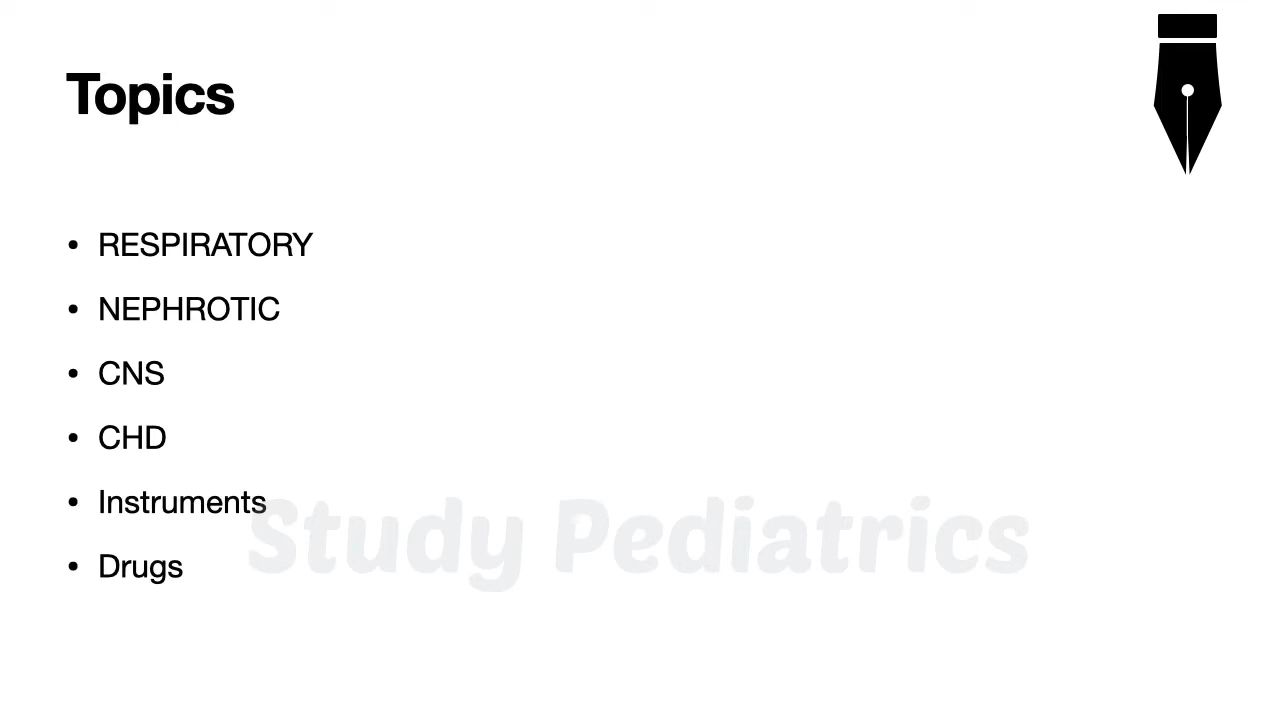 Topics
• RESPIRATORY
• NEPHROTIC
• CNS
• CHD
• Instruments
• Drugs
Study Pediatrics